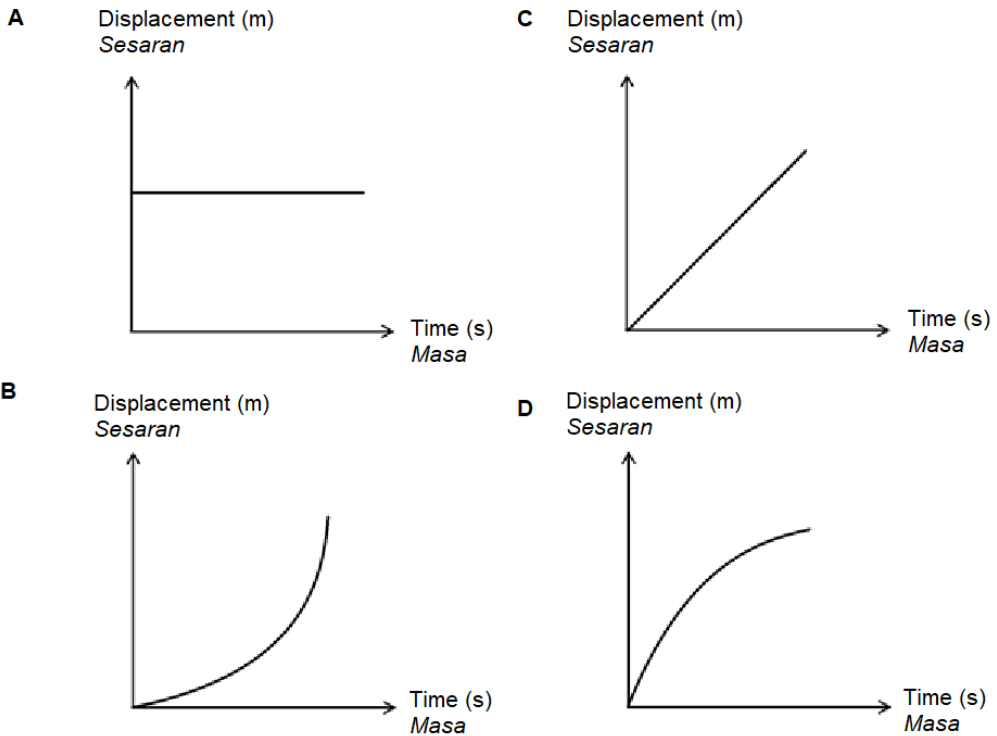 A
Displacement (m)
Sesaran
Time (s)
Masa
C
Displacement (m)
Sesaran
Time (s)
Masa
B
Displacement (m)
Sesaran
Time (s)
Masa
D
Displacement (m)
Sesaran
Time (s)
Masa